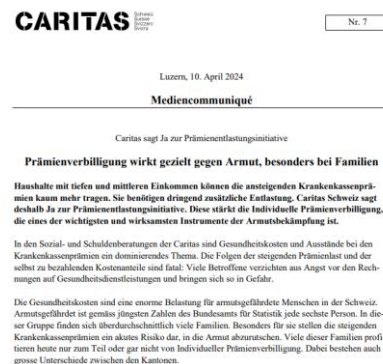 CARITAS Schweiz
Suisse
Svizzera
Svizra
Nr. 7
Luzern, 10. April 2024
Mediencommuniqué
Caritas sagt Ja zur Prämienentlastungsinitiative
Prämienverbilligung wirkt gezielt gegen Armut, besonders bei Familien
Haushalte mit tiefen und mittleren Einkommen können die ansteigenden Krankenkassenprä-
mien kaum mehr tragen. Sie benötigen dringend zusätzliche Entlastung. Caritas Schweiz sagt
deshalb Ja zur Prämienentlastungsinitiative. Diese stärkt die Individuelle Prämienverbilligung,
die eines der wichtigsten und wirksamsten Instrumente der Armutsbekämpfung ist.
In den Sozial- und Schuldenberatungen der Caritas sind Gesundheitskosten und Ausstände bei den
Krankenkassenprämien ein dominierendes Thema. Die Folgen der steigenden Prämienlast und der
selbst zu bezahlenden Kostenanteile sind fatal: Viele Betroffene verzichten aus Angst vor den Rech-
nungen auf Gesundheitsdienstleistungen und bringen sich so in Gefahr.
Die Gesundheitskosten sind eine enorme Belastung für armutsgefährdete Menschen in der Schweiz.
Armutsgefährdet ist gemäss jüngsten Zahlen des Bundesamts für Statistik jede sechste Person. In die-
ser Gruppe finden sich überdurchschnittlich viele Familien. Besonders für sie stellen die steigenden
Krankenkassenprämien ein akutes Risiko dar, in die Armut abzurutschen. Viele dieser Familien profi
tieren heute nur zum Teil oder gar nicht von Individueller Prämienverbilligung. Dabei bestehen auch
grosse Unterschiede zwischen den Kantonen.